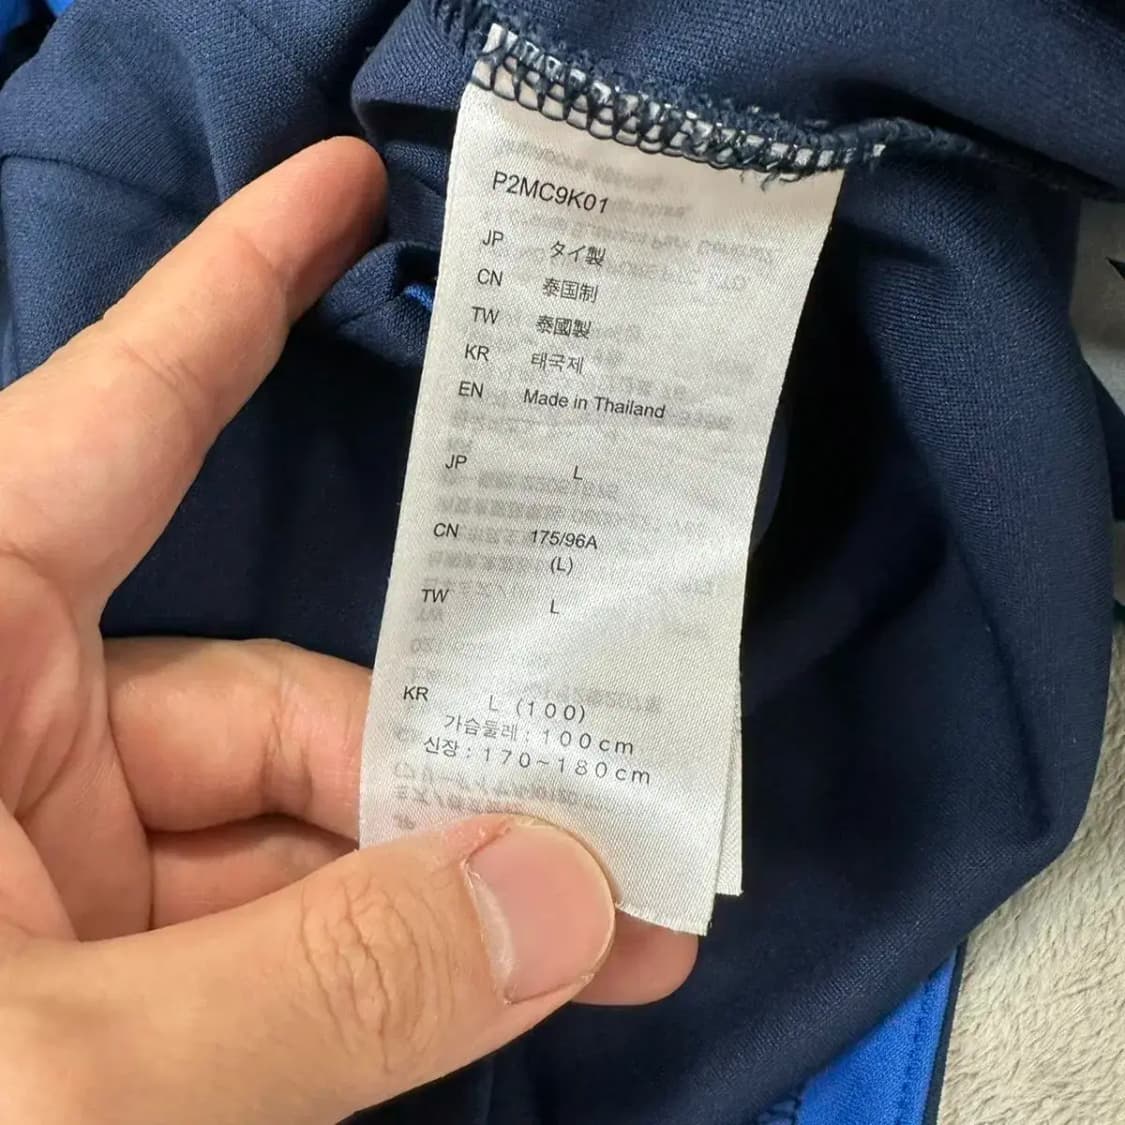 P2MC9K01
JP タイ製
CN 泰国制
TW 泰國製
KR 태국제
EN Made in Thailand
JP L
CN 175/96A
(L)
TW L
KR L (100)
가슴둘레 : 100cm
신장 : 170~180cm